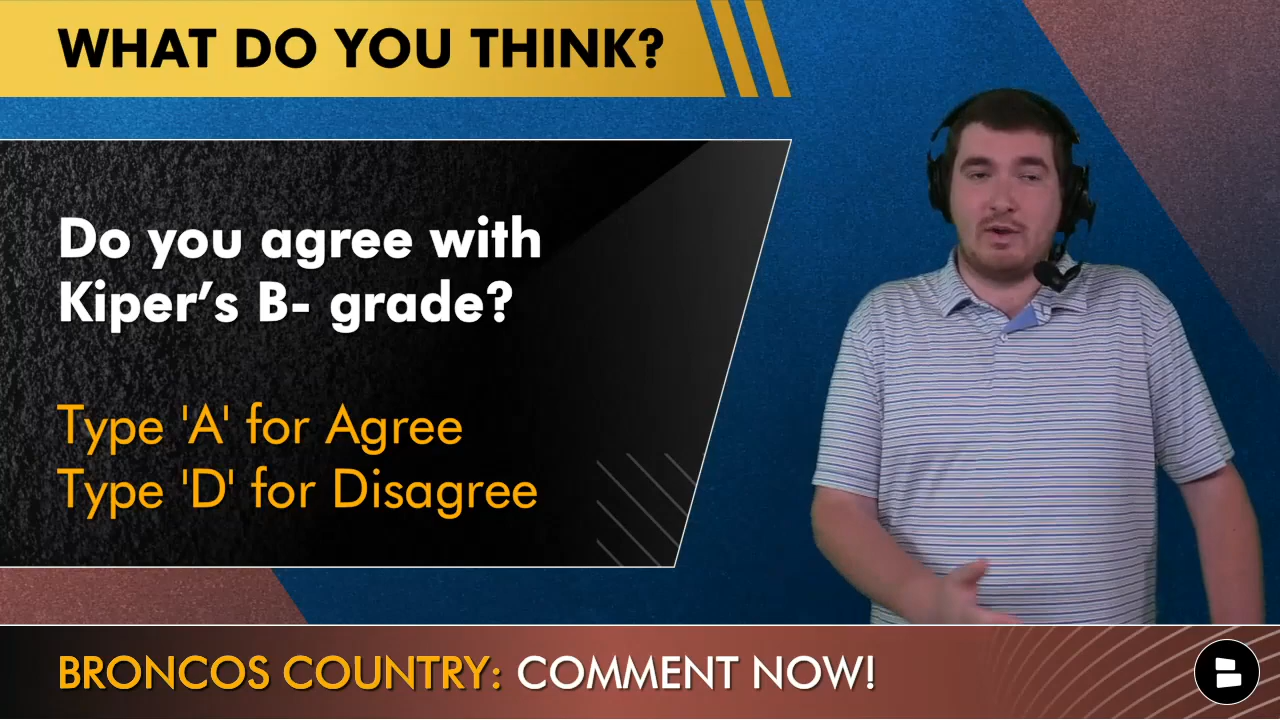 WHAT DO YOU THINK?
Do you agree with
Kiper’s B- grade?
Type 'A' for Agree
Type 'D' for Disagree
BRONCOS COUNTRY: COMMENT NOW!